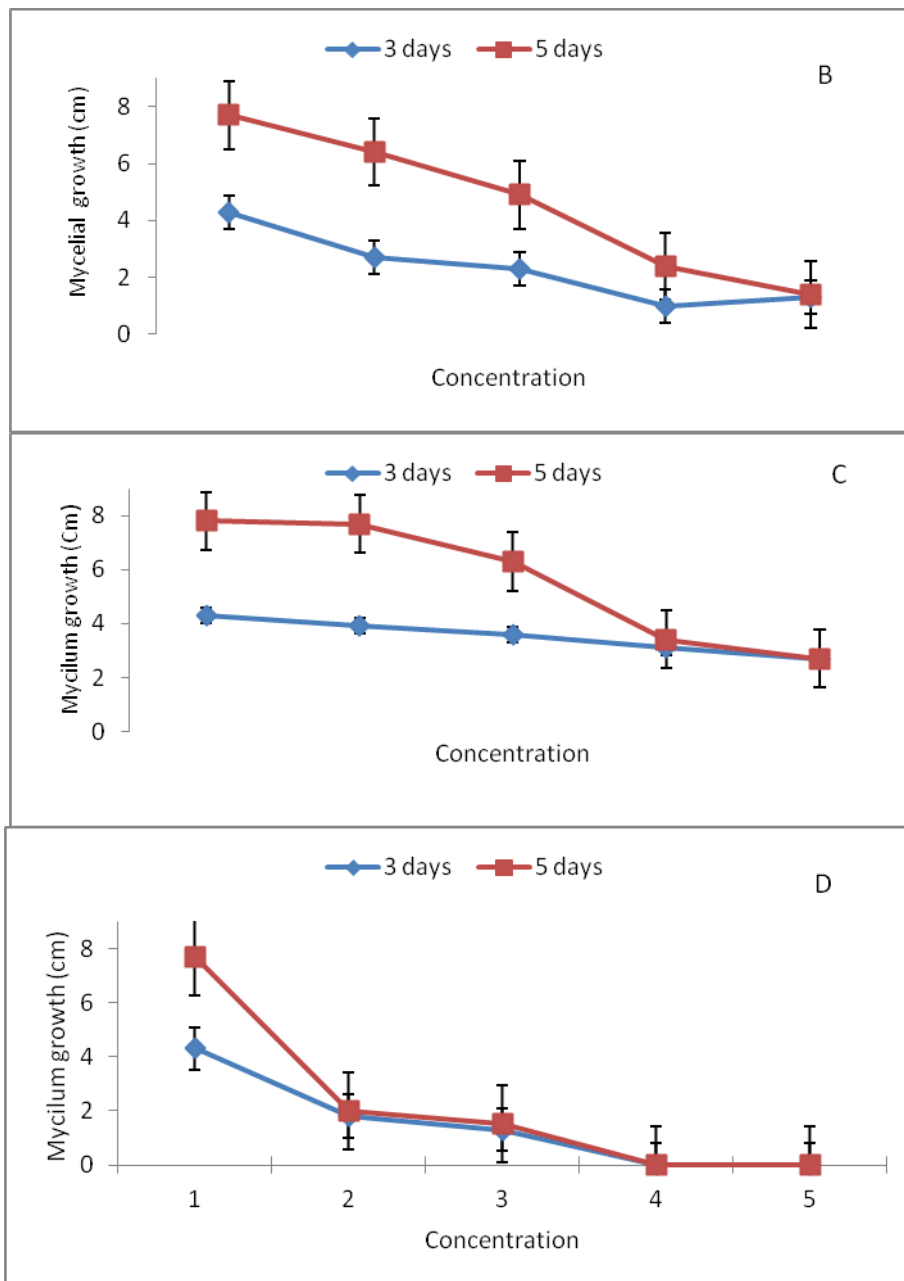 3 days 5 days
B
8
6
4
2
0
Mycelial growth (cm)
Concentration
3 days 5 days
C
8
6
4
2
0
Mycilum growth (Cm)
Concentration
3 days 5 days
D
8
6
4
2
0
Mycilum growth (cm)
1 2 3 4 5
Concentration